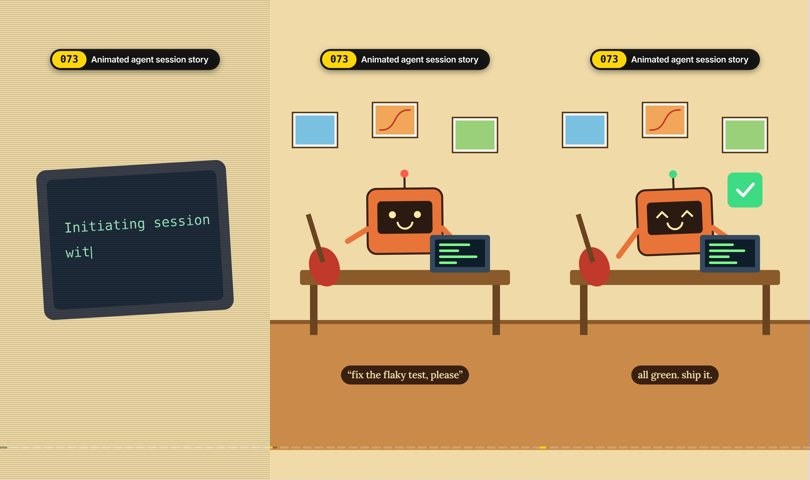 073 Animated agent session story
Initiating session
wit
073 Animated agent session story
“fix the flaky test, please”
073 Animated agent session story
all green. ship it.